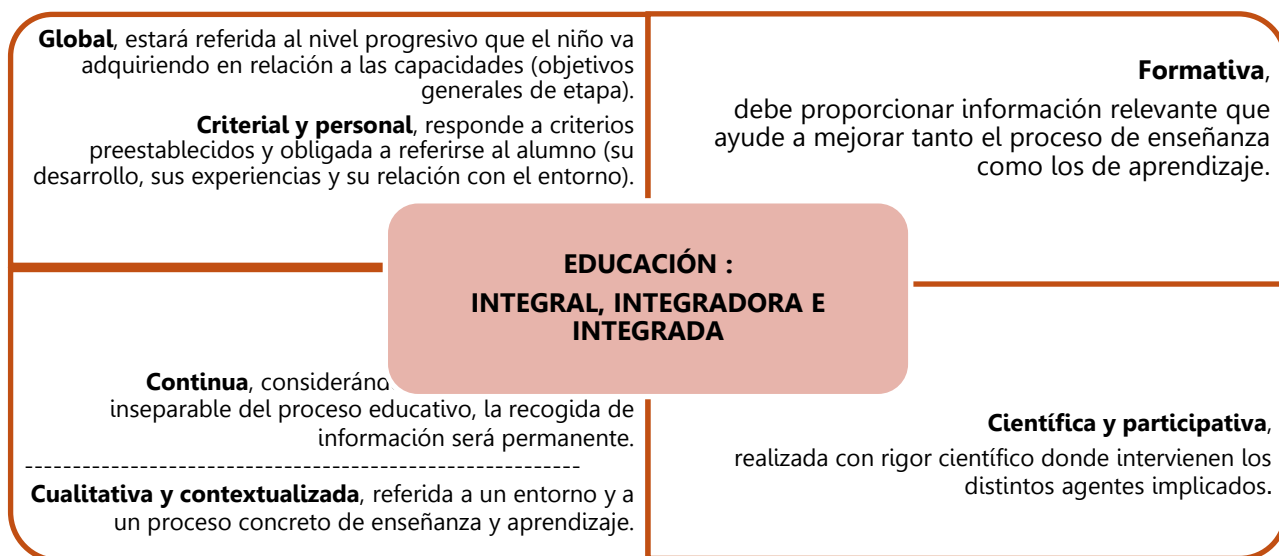 Global, estará referida al nivel progresivo que el niño va
adquiriendo en relación a las capacidades (objetivos
generales de etapa).
Criterial y personal, responde a criterios
preestablecidos y obligada a referirse al alumno (su
desarrollo, sus experiencias y su relación con el entorno).
Formativa,
debe proporcionar información relevante que
ayude a mejorar tanto el proceso de enseñanza
como los de aprendizaje.
EDUCACIÓN :
INTEGRAL, INTEGRADORA E
INTEGRADA
Continua,
inseparable del proceso educativo, la recogida de
información será permanente.
-----------------------------------------------------------
Cualitativa y contextualizada, referida a un entorno y a
un proceso concreto de enseñanza y aprendizaje.
Científica y participativa,
realizada con rigor científico donde intervienen los
distintos agentes implicados.